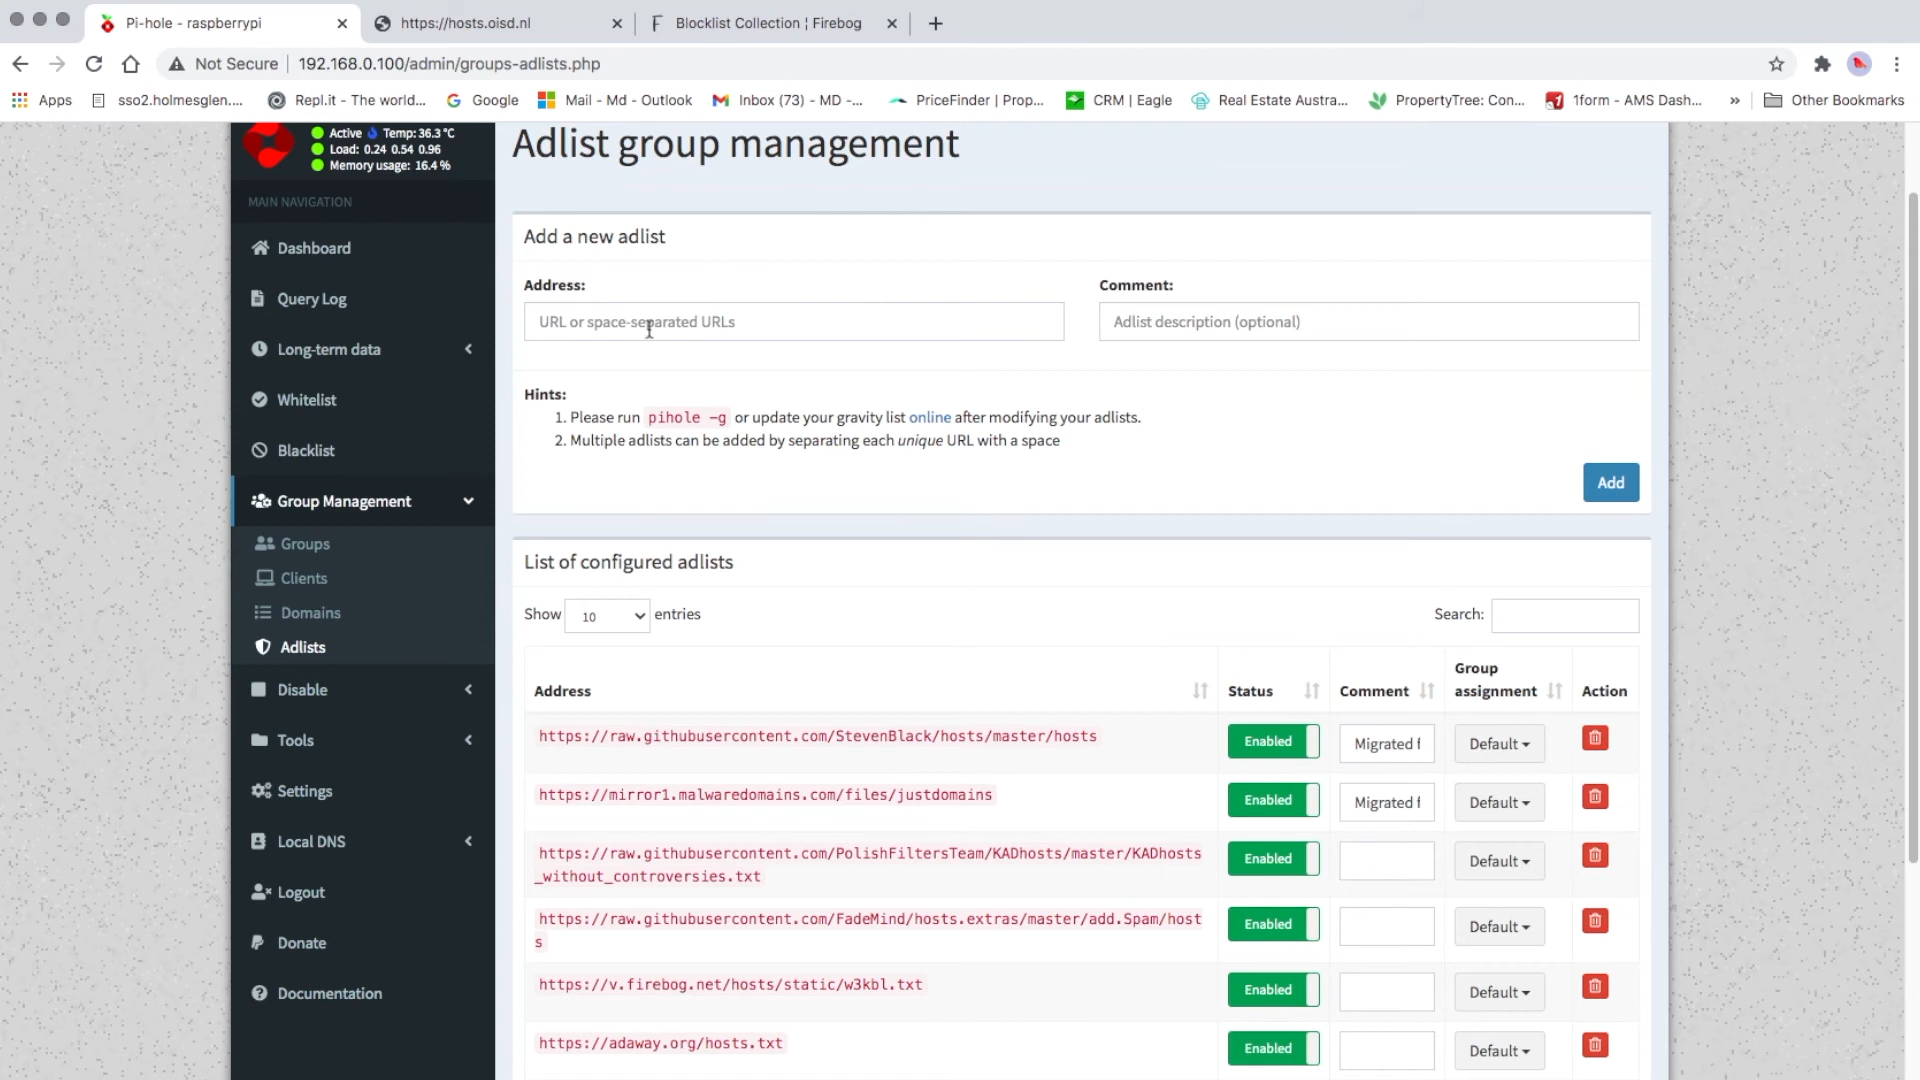 Pi-hole - raspberrypi
https://hosts.oisd.nl
Blocklist Collection ¦ Firebog
Not Secure
192.168.0.100/admin/groups-adlists.php
Apps
sso2.holmesglen....
Repl.it - The world...
Google
Mail - Md - Outlook
Inbox (73) - MD -...
PriceFinder | Prop...
CRM | Eagle
Real Estate Austra...
PropertyTree: Con...
1form - AMS Dash...
»
Other Bookmarks
Active Temp: 36.3 °C
Load: 0.24 0.54 0.96
Memory usage: 16.4 %
MAIN NAVIGATION
Dashboard
Query Log
Long-term data
Whitelist
Blacklist
Group Management
Groups
Clients
Domains
Adlists
Disable
Tools
Settings
Local DNS
Logout
Donate
Documentation
Adlist group management
Add a new adlist
Address:
URL or space-separated URLs
Comment:
Adlist description (optional)
Hints:
1. Please run pihole -g or update your gravity list online after modifying your adlists.
2. Multiple adlists can be added by separating each unique URL with a space
Add
List of configured adlists
Show 10 entries
Search:
Address
Status
Comment
Group
assignment
Action
https://raw.githubusercontent.com/StevenBlack/hosts/master/hosts
Enabled
Migrated f
Default
https://mirror1.malwaredomains.com/files/justdomains
Enabled
Migrated f
Default
https://raw.githubusercontent.com/PolishFiltersTeam/KADhosts/master/KADhosts
_without_controversies.txt
Enabled
Default
https://raw.githubusercontent.com/FadeMind/hosts.extras/master/add.Spam/host
s
Enabled
Default
https://v.firebog.net/hosts/static/w3kbl.txt
Enabled
Default
https://adaway.org/hosts.txt
Enabled
Default